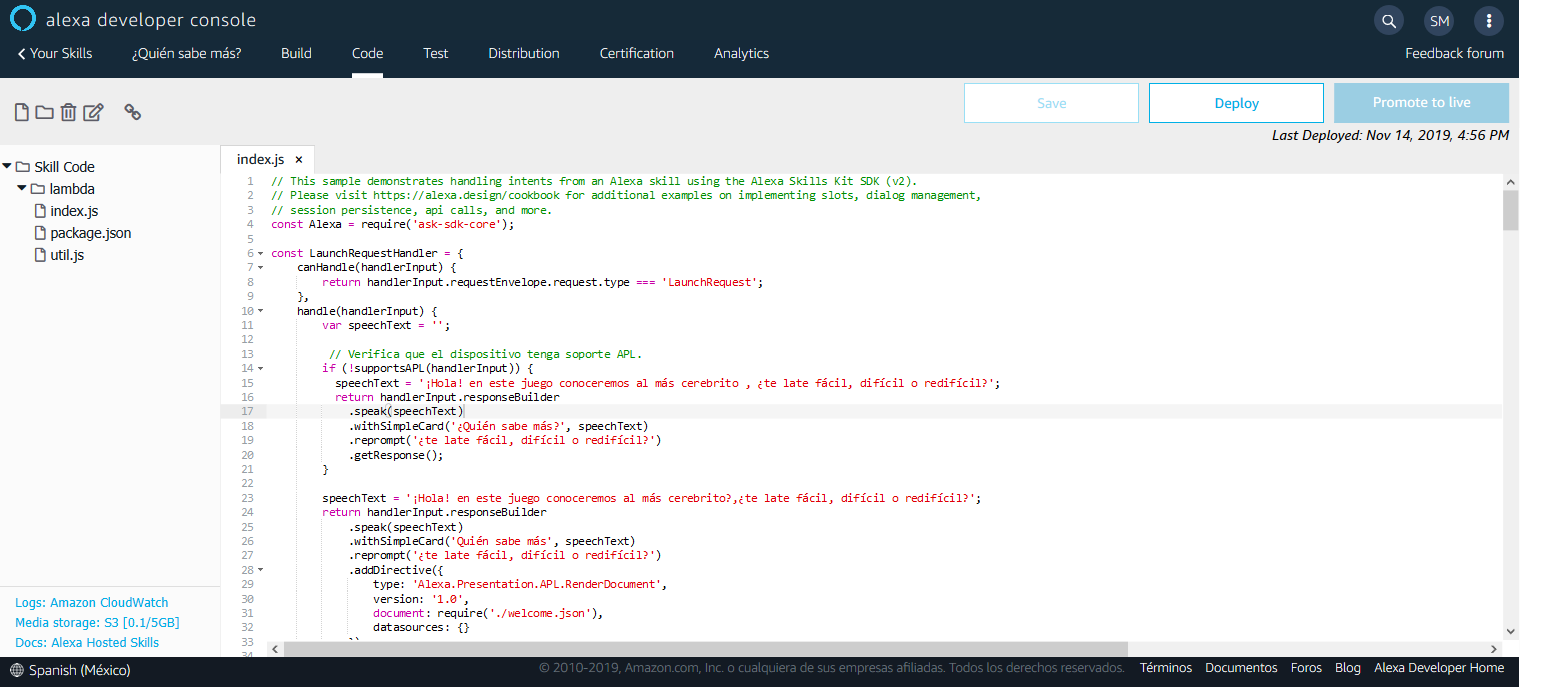 alexa developer console
SM
Your Skills ¿Quién sabe más? Build Code Test Distribution Certification Analytics Feedback forum
Save Deploy Promote to live
Last Deployed: Nov 14, 2019, 4:56 PM
Skill Code
lambda
index.js
package.json
util.js
Logs: Amazon CloudWatch
Media storage: S3 [0.1/5GB]
Docs: Alexa Hosted Skills
index.js ×
1 // This sample demonstrates handling intents from an Alexa skill using the Alexa Skills Kit SDK (v2).
2 // Please visit https://alexa.design/cookbook for additional examples on implementing slots, dialog management,
3 // session persistence, api calls, and more.
4 const Alexa = require('ask-sdk-core');
5
6 const LaunchRequestHandler = {
7 canHandle(handlerInput) {
8 return handlerInput.requestEnvelope.request.type === 'LaunchRequest';
9 },
10 handle(handlerInput) {
11 var speechText = '';
12
13 // Verifica que el dispositivo tenga soporte APL.
14 if (!supportsAPL(handlerInput)) {
15 speechText = '¡Hola! en este juego conoceremos al más cerebrito , ¿te late fácil, difícil o redifícil?';
16 return handlerInput.responseBuilder
17 .speak(speechText)
18 .withSimpleCard('¿Quién sabe más?', speechText)
19 .reprompt('¿te late fácil, difícil o redifícil?')
20 .getResponse();
21 }
22
23 speechText = '¡Hola! en este juego conoceremos al más cerebrito?,¿te late fácil, difícil o redifícil?';
24 return handlerInput.responseBuilder
25 .speak(speechText)
26 .withSimpleCard('Quién sabe más', speechText)
27 .reprompt('¿te late fácil, difícil o redifícil?')
28 .addDirective({
29 type: 'Alexa.Presentation.APL.RenderDocument',
30 version: '1.0',
31 document: require('./welcome.json'),
32 datasources: {}
33 })
34
Spanish (México)
© 2010-2019, Amazon.com, Inc. o cualquiera de sus empresas afiliadas. Todos los derechos reservados. Términos Documentos Foros Blog Alexa Developer Home